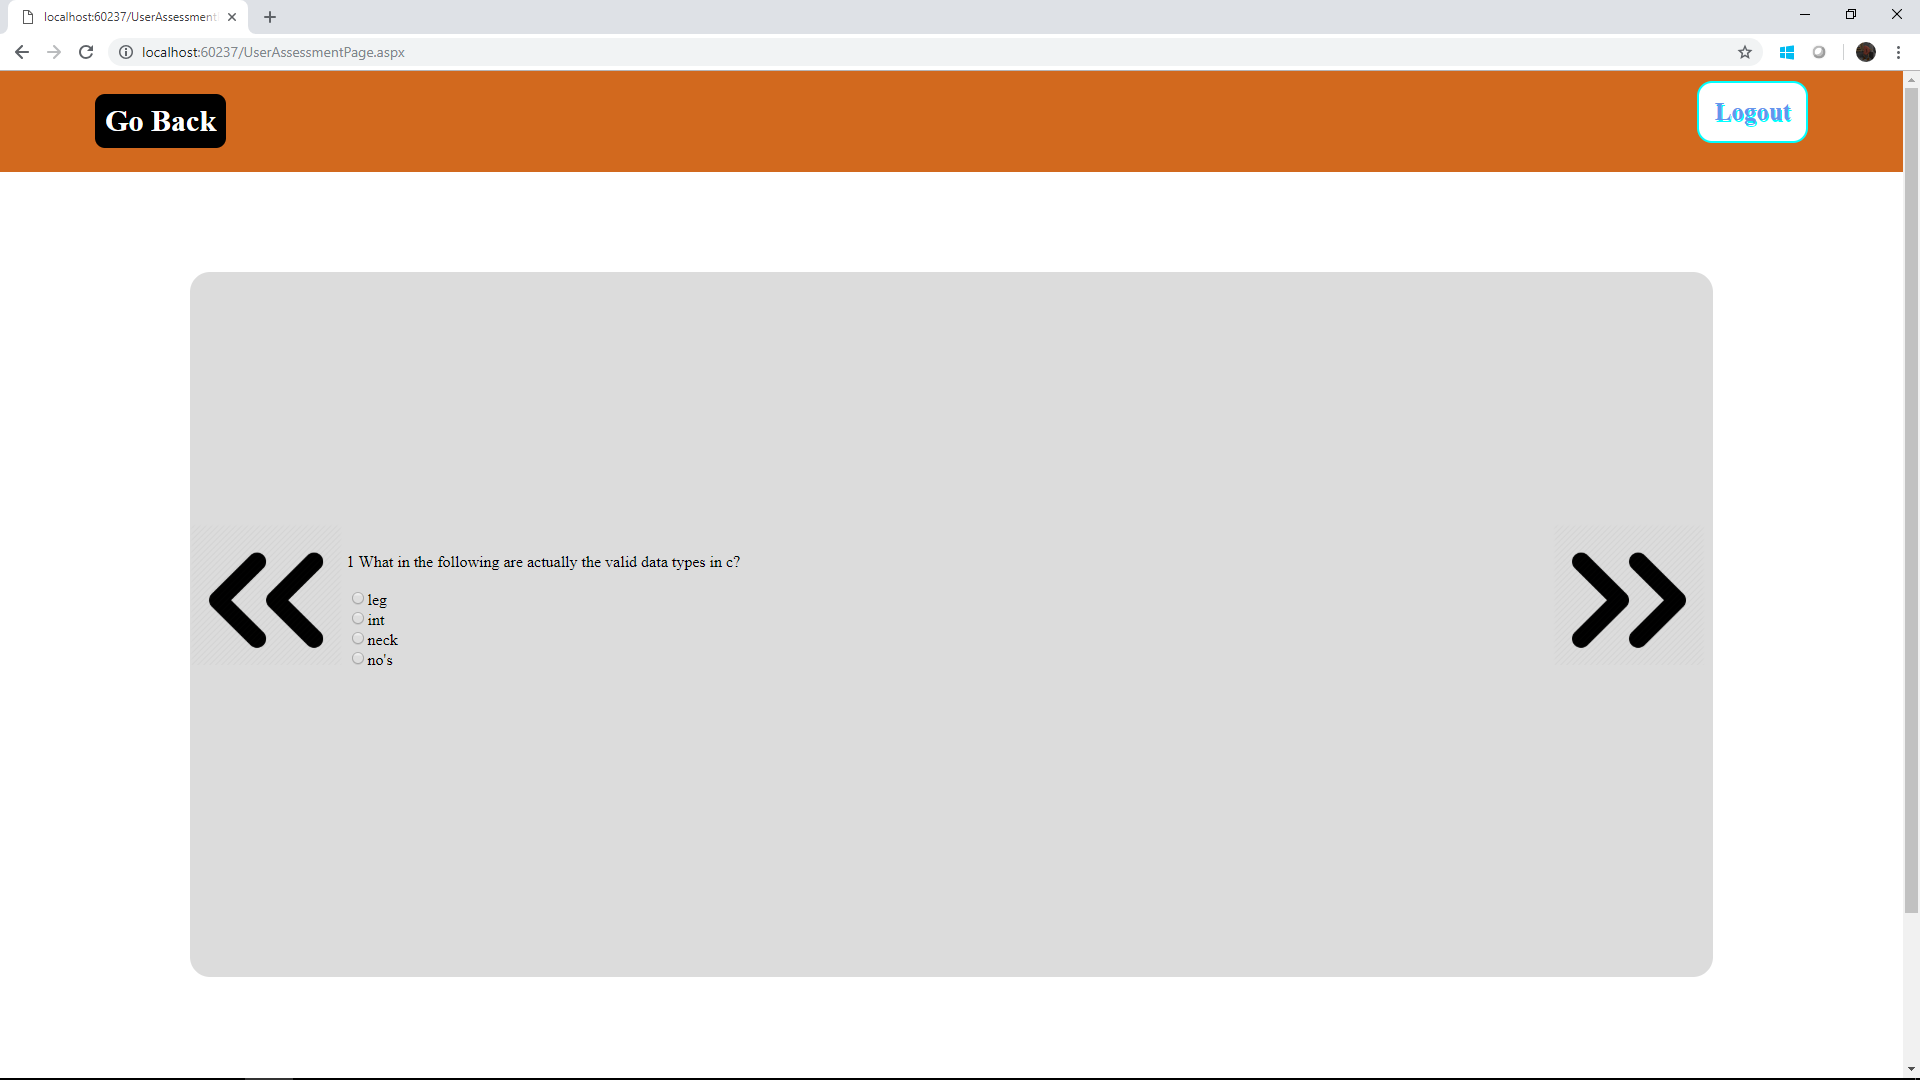 localhost:60237/UserAssessment
localhost:60237/UserAssessmentPage.aspx
Go Back
Logout
1 What in the following are actually the valid data types in c?
leg
int
neck
no's